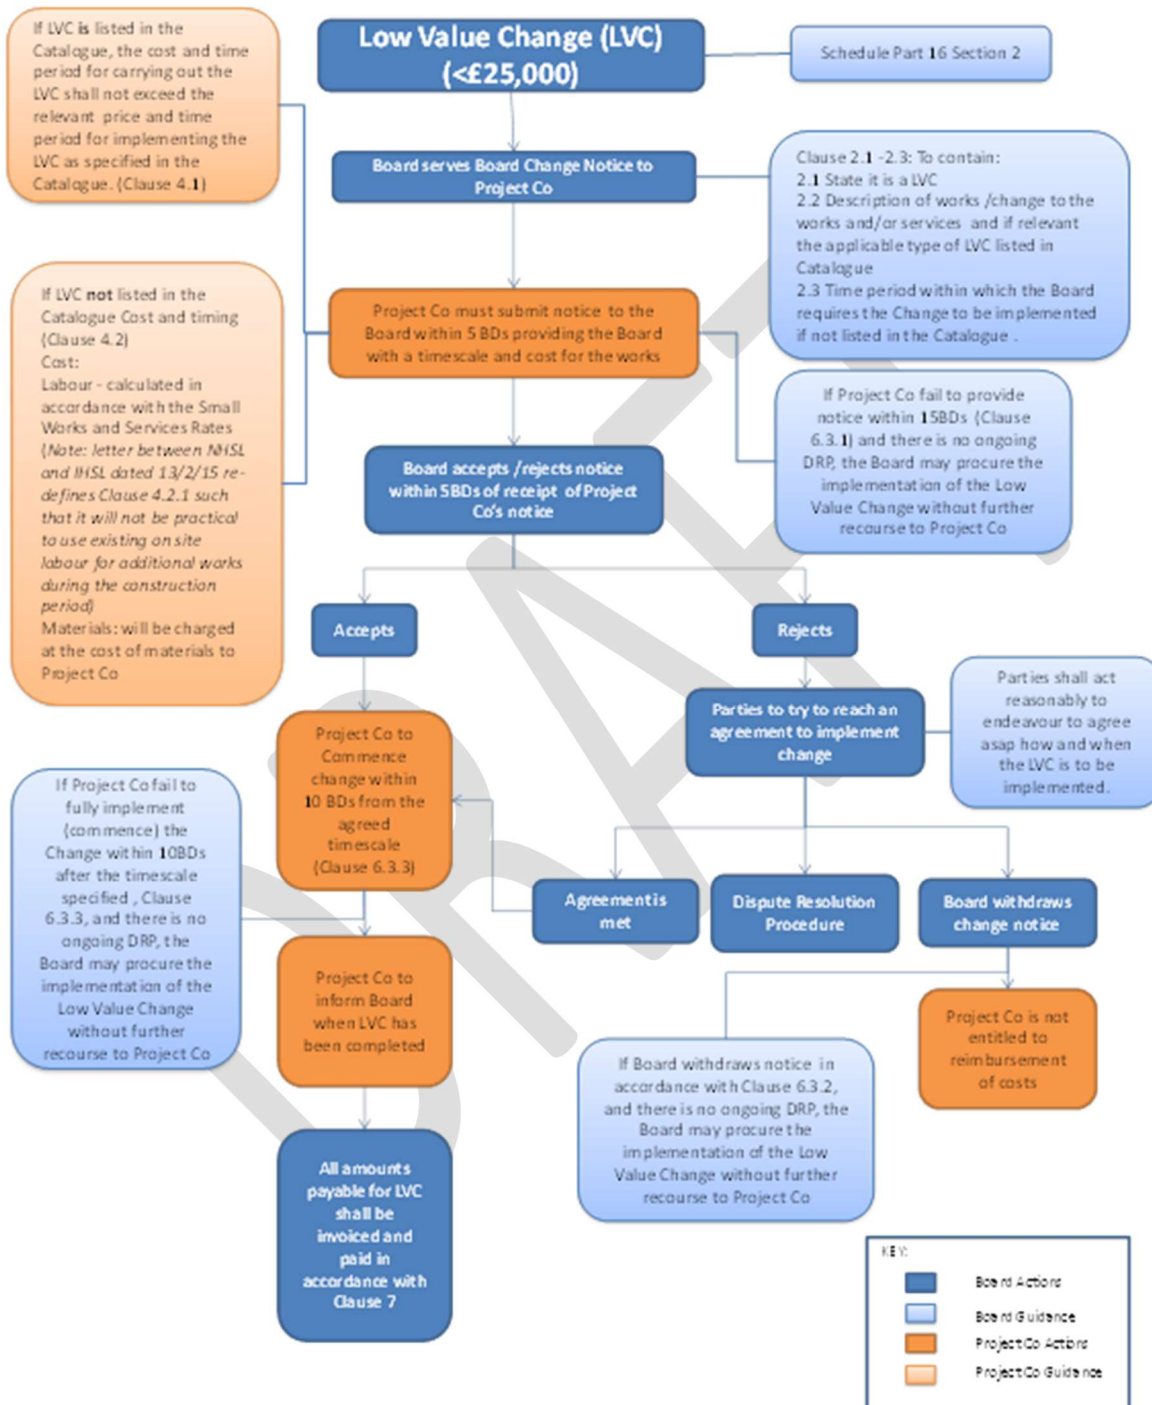 Low Value Change (LVC)
(<£25,000)
Schedule Part 16 Section 2
If LVC is listed in the
Catalogue, the cost and time
period for carrying out the
LVC shall not exceed the
relevant price and time
period for implementing the
LVC as specified in the
Catalogue. (Clause 4.1)
Board serves Board Change Notice to
Project Co
Clause 2.1 -2.3: To contain:
2.1 State it is a LVC
2.2 Description of works /change to the
works and/or services and if relevant
the applicable type of LVC listed in
Catalogue
2.3 Time period within which the Board
requires the Change to be implemented
if not listed in the Catalogue .
If LVC not listed in the
Catalogue Cost and timing
(Clause 4.2)
Cost:
Labour - calculated in
accordance with the Small
Works and Services Rates
(Note: letter between NHSL
and IHSL dated 13/2/15 re-
defines Clause 4.2.1 such
that it will not be practical
to use existing on site
labour for additional works
during the construction
period)
Materials: will be charged
at the cost of materials to
Project Co
Project Co must submit notice to the
Board within 5 BDs providing the Board
with a timescale and cost for the works
If Project Co fail to provide
notice within 15BDs (Clause
6.3.1) and there is no ongoing
DRP, the Board may procure the
implementation of the Low
Value Change without further
recourse to Project Co
Board accepts /rejects notice
within 5BDs of receipt of Project
Co's notice
Accepts
Rejects
Parties to try to reach an
agreement to implement
change
Parties shall act
reasonably to
endeavour to agree
asap how and when
the LVC is to be
implemented.
Project Co to
Commence
change within
10 BDs from the
agreed
timescale
(Clause 6.3.3)
If Project Co fail to
fully implement
(commence) the
Change within 10BDs
after the timescale
specified , Clause
6.3.3, and there is no
ongoing DRP, the
Board may procure the
implementation of the
Low Value Change
without further
recourse to Project Co
Agreement is
met
Dispute Resolution
Procedure
Board withdraws
change notice
Project Co to
inform Board
when LVC has
been completed
Project Co is not
entitled to
reimbursement
of costs
If Board withdraws notice in
accordance with Clause 6.3.2,
and there is no ongoing DRP, the
Board may procure the
implementation of the Low
Value Change without further
recourse to Project Co
All amounts
payable for LVC
shall be
invoiced and
paid in
accordance with
Clause 7
KEY:
Board Actions
Board Guidance
Project Co Actions
Project Co Guidance
DRAFT